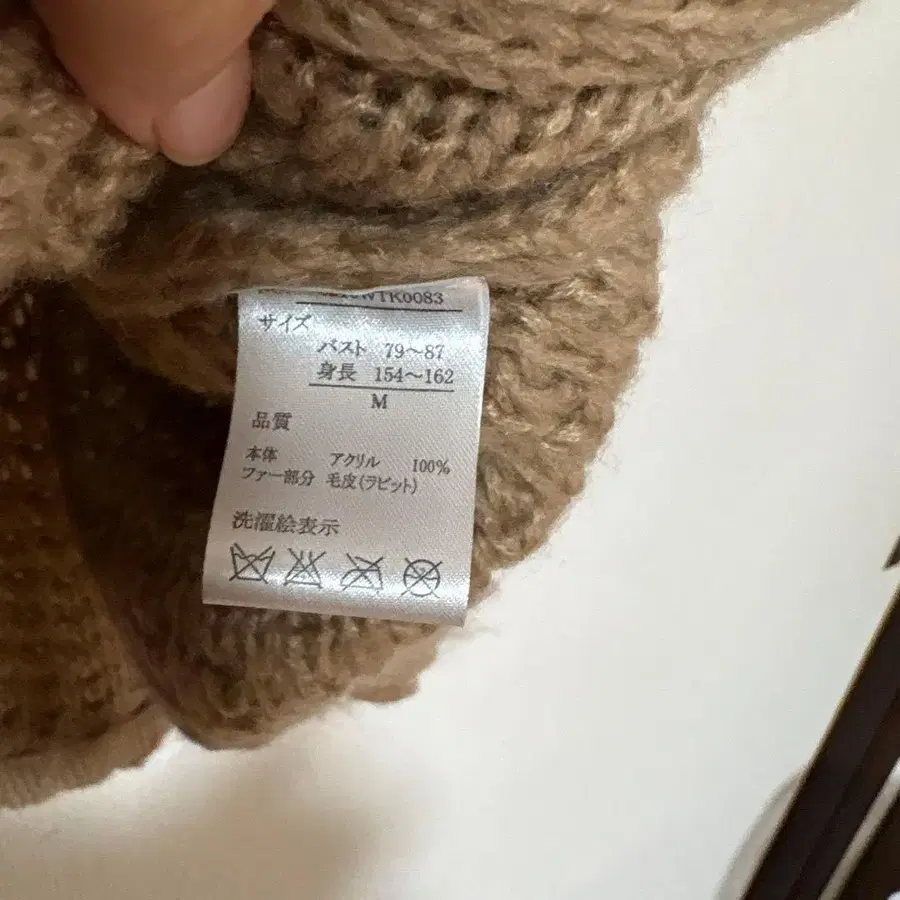 WTK0083
サイズ
バスト 79〜87
身長 154〜162
M
品質
本体 アクリル 100%
ファー部分 毛皮(ラビット)
洗濯絵表示